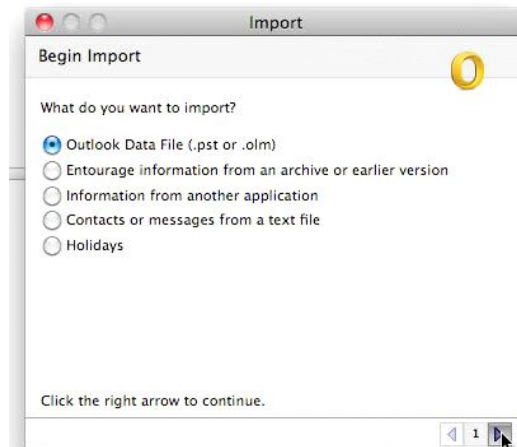 Import
Begin Import
What do you want to import?
Outlook Data File (.pst or .olm)
Entourage information from an archive or earlier version
Information from another application
Contacts or messages from a text file
Holidays
Click the right arrow to continue.
1